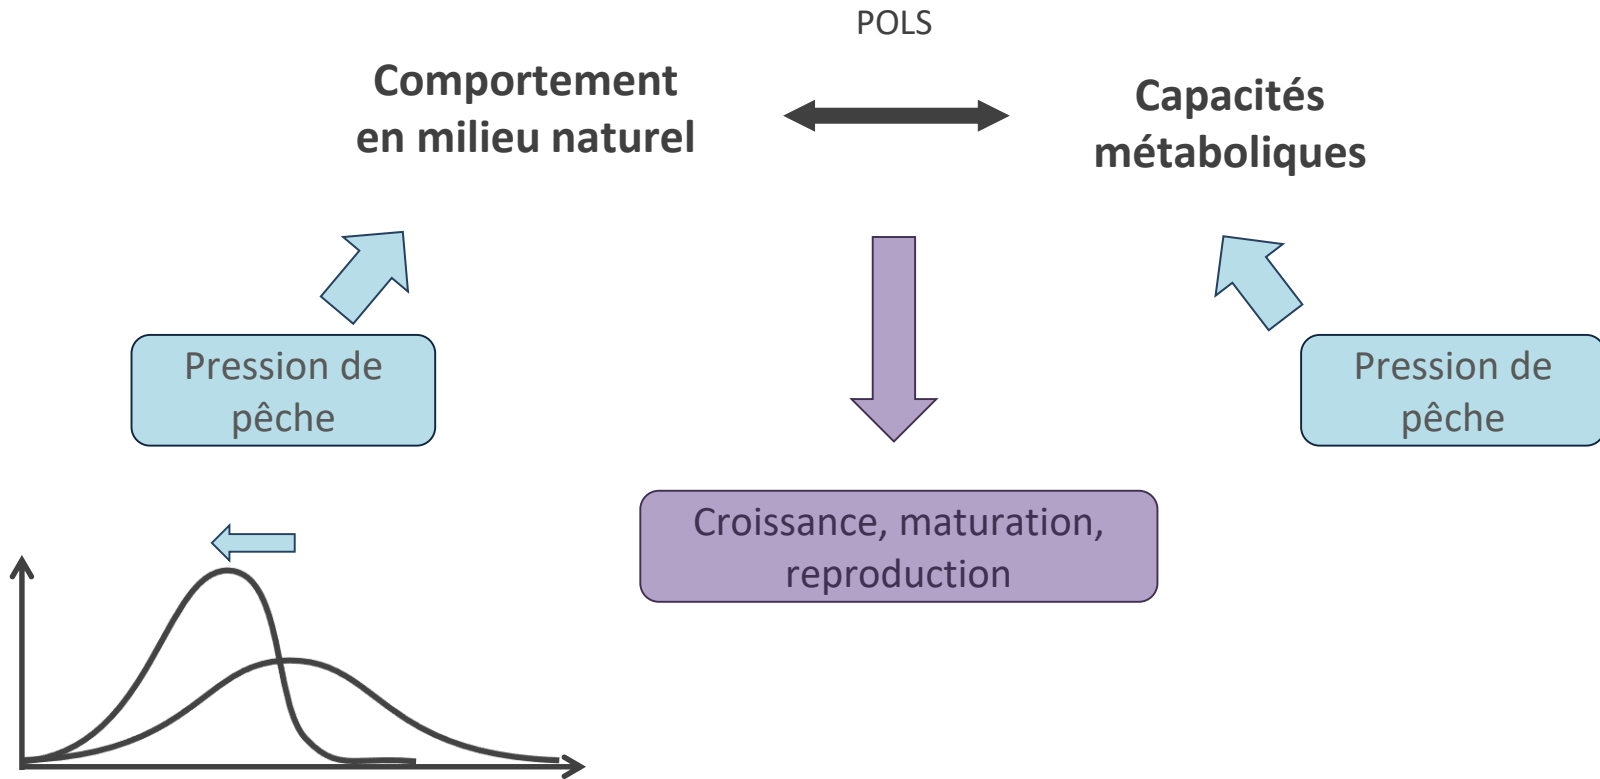 POLS
Comportement
en milieu naturel
Capacités
métaboliques
Pression de
pêche
Pression de
pêche
Croissance, maturation,
reproduction